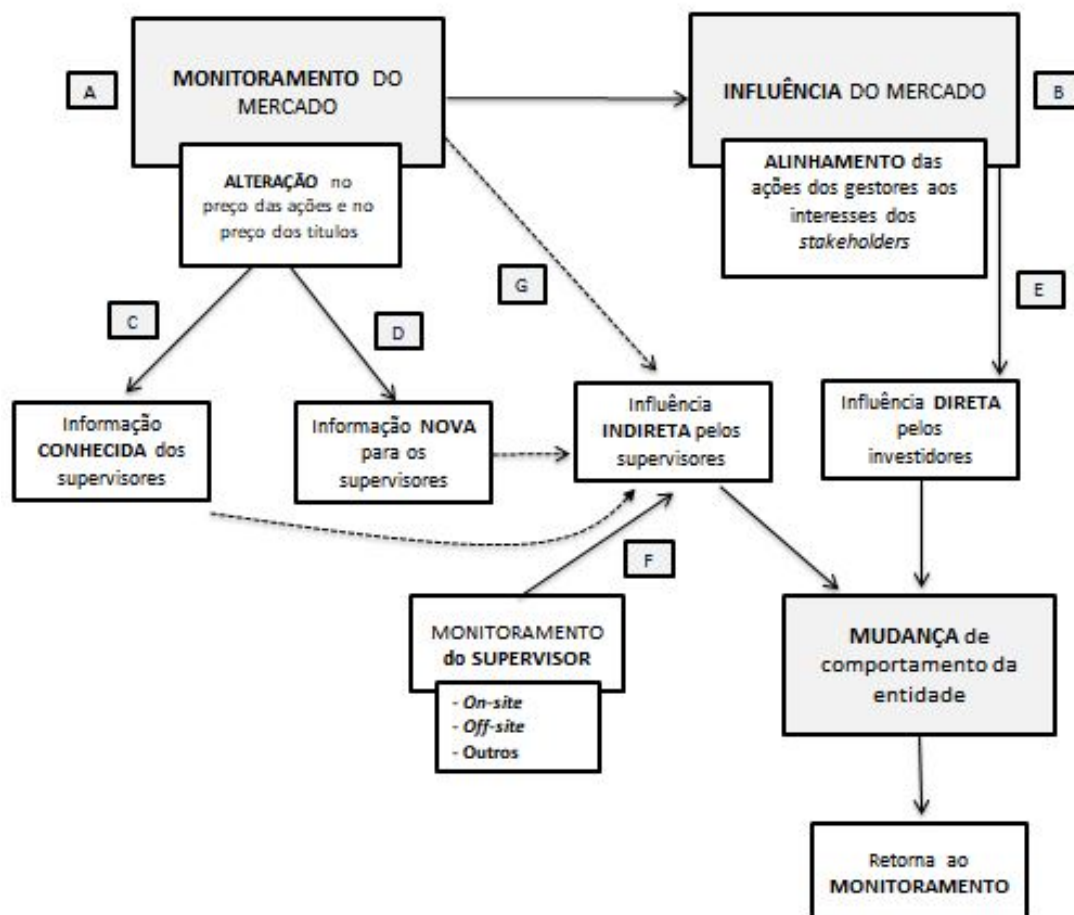 A
MONITORAMENTO DO
MERCADO
ALTERAÇÃO no
preço das ações e no
preço dos títulos
INFLUÊNCIA DO MERCADO
B
ALINHAMENTO das
ações dos gestores aos
interesses dos
stakeholders
C
D
G
E
Informação
CONHECIDA dos
supervisores
Informação NOVA
para os
supervisores
Influência
INDIRETA pelos
supervisores
Influência DIRETA
pelos
investidores
F
MONITORAMENTO
do SUPERVISOR
- On-site
- Off-site
- Outros
MUDANÇA de
comportamento da
entidade
Retorna ao
MONITORAMENTO